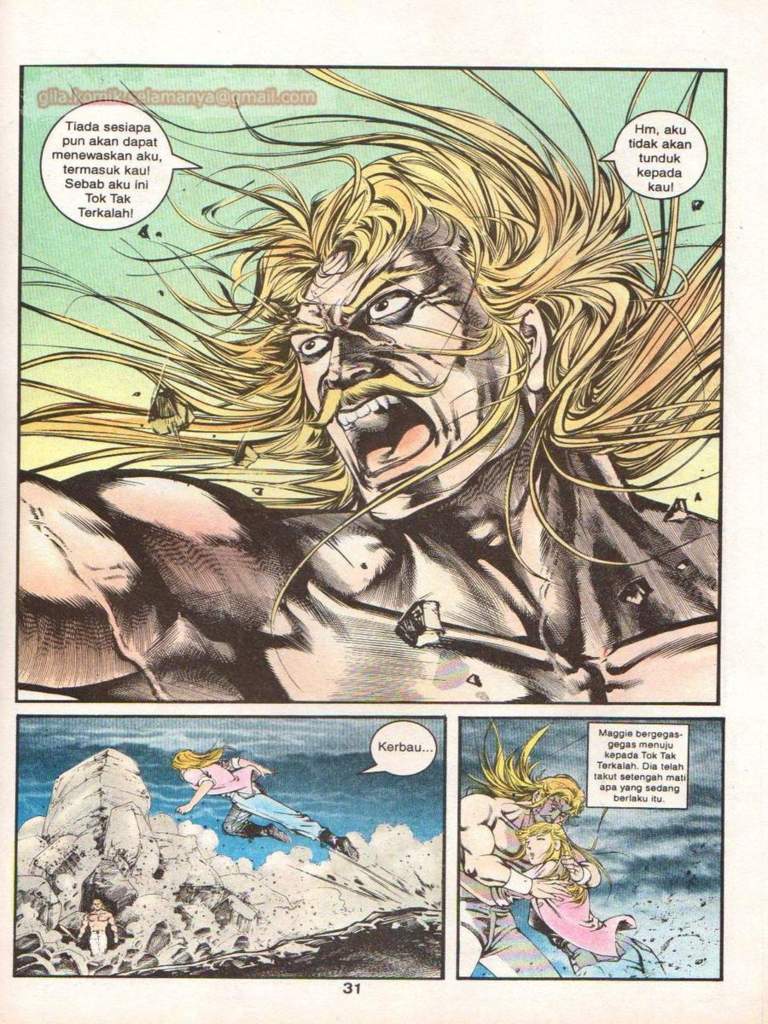 gila.komik.selamanya@gmail.com
Tiada sesiapa
pun akan dapat
menewaskan aku,
termasuk kau!
Sebab aku ini
Tok Tak
Terkalah!
Hm, aku
tidak akan
tunduk
kepada
kau!
Kerbau...
Maggie bergegas-
gegas menuju
kepada Tok Tak
Terkalah. Dia telah
takut setengah mati
apa yang sedang
berlaku itu.
31